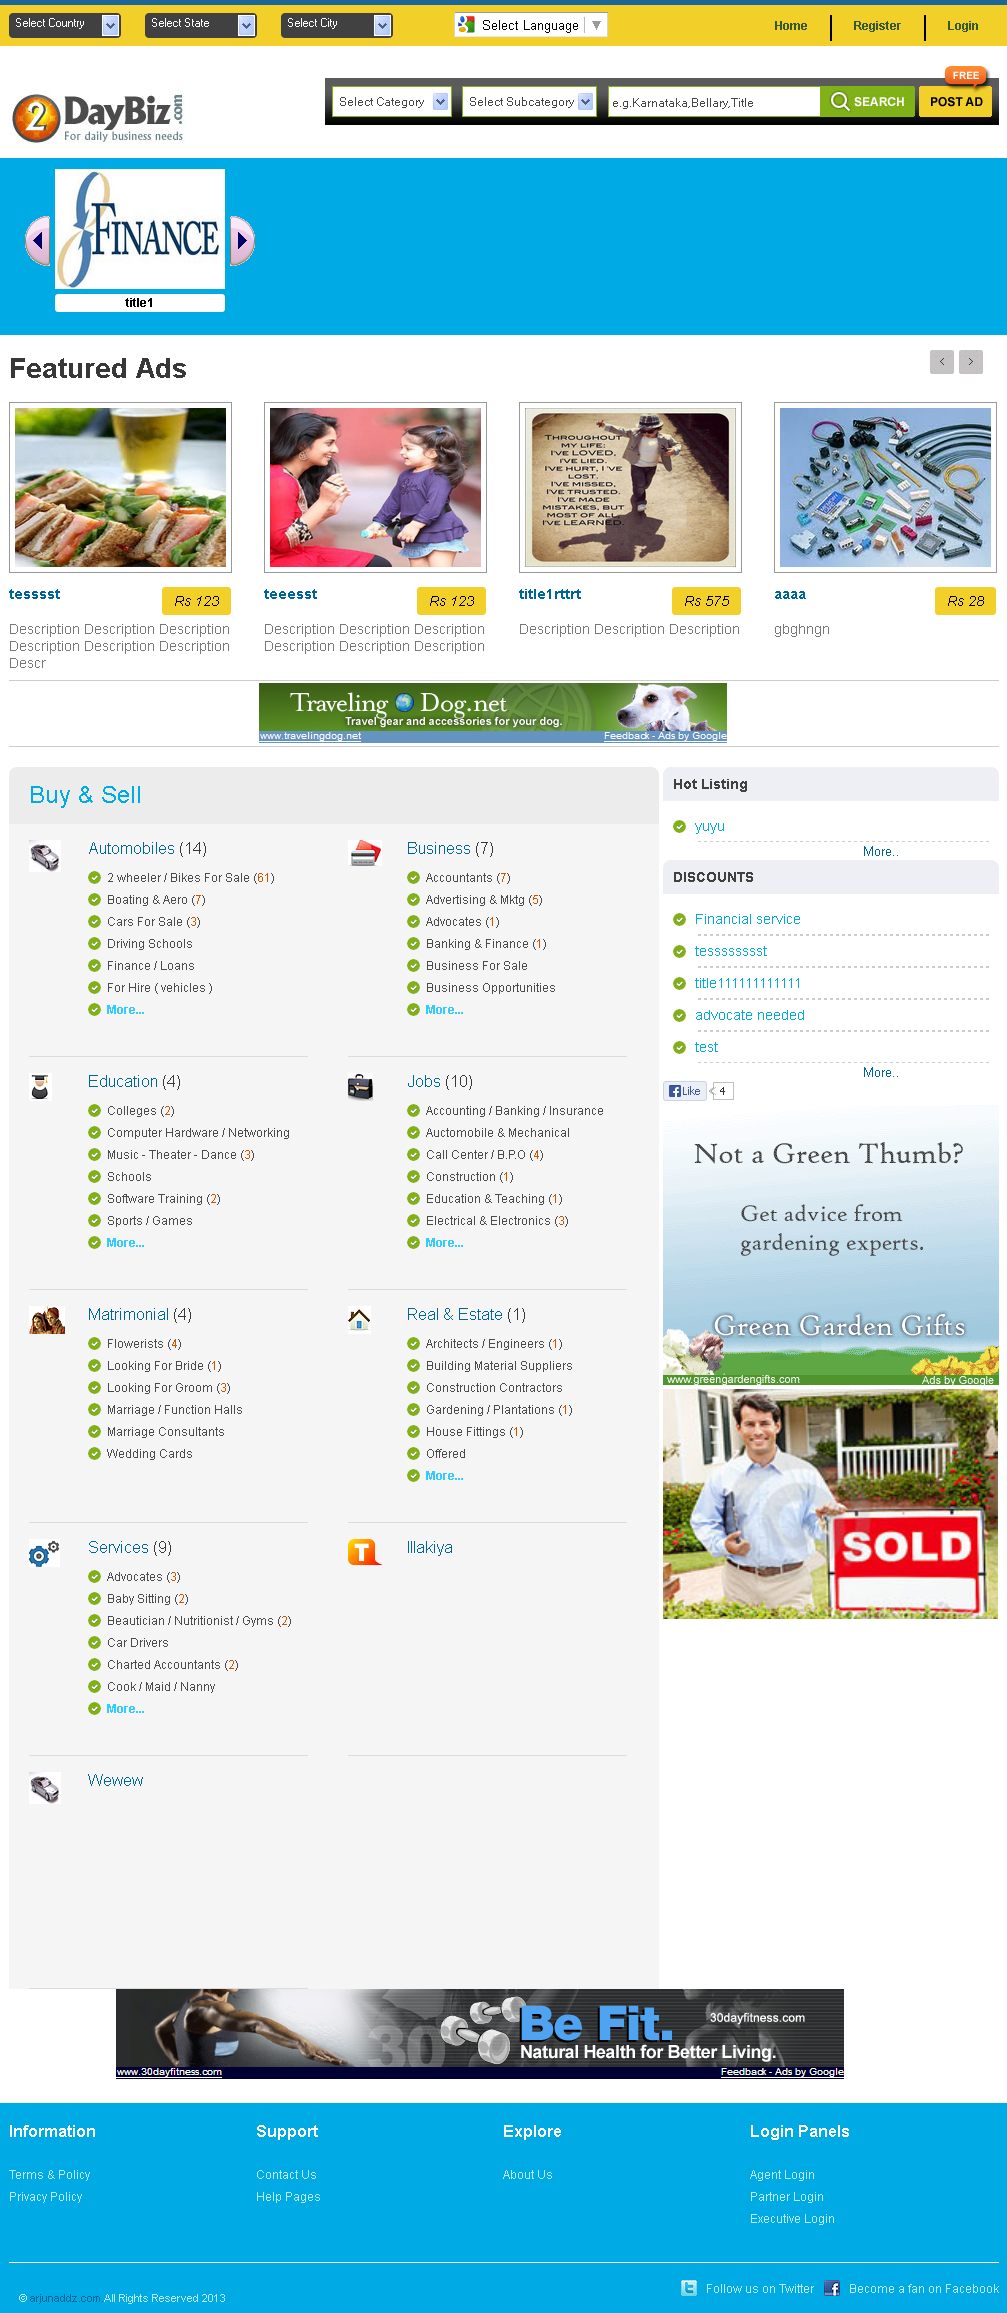 Select Country
Select State
Select City
Select Language
Home
Register
Login
2 DayBiz.com
For daily business needs
Select Category
Select Subcategory
e.g.Karnataka,Bellary,Title
SEARCH
FREE
POST AD
FINANCE
title1
Featured Ads
THROUGHOUT
MY LIFE;
I'VE LOVED,
I'VE LIED.
I'VE HURT, I'VE
LOST.
I'VE MISSED,
I'VE TRUSTED.
I'VE MADE
MISTAKES, BUT
MOST OF ALL
I'VE LEARNED.
tesssst
Rs 123
teeesst
Rs 123
title1rttrt
Rs 575
aaaa
Rs 28
Description Description Description
Description Description Description
Descr
Description Description Description
Description Description Description
Description Description Description
gbghngn
Traveling Dog.net
Travel gear and accessories for your dog.
www.travelingdog.net
Feedback - Ads by Google
Buy & Sell
Automobiles (14)
2 wheeler / Bikes For Sale (61)
Boating & Aero (7)
Cars For Sale (3)
Driving Schools
Finance / Loans
For Hire ( vehicles )
More...
Business (7)
Accountants (7)
Advertising & Mktg (5)
Advocates (1)
Banking & Finance (1)
Business For Sale
Business Opportunities
More...
Education (4)
Colleges (2)
Computer Hardware / Networking
Music - Theater - Dance (3)
Schools
Software Training (2)
Sports / Games
More...
Jobs (10)
Accounting / Banking / Insurance
Auctomobile & Mechanical
Call Center / B.P.O (4)
Construction (1)
Education & Teaching (1)
Electrical & Electronics (3)
More...
Matrimonial (4)
Flowerists (4)
Looking For Bride (1)
Looking For Groom (3)
Marriage / Function Halls
Marriage Consultants
Wedding Cards
Real & Estate (1)
Architects / Engineers (1)
Building Material Suppliers
Construction Contractors
Gardening / Plantations (1)
House Fittings (1)
Offered
More...
Services (9)
Advocates (3)
Baby Sitting (2)
Beautician / Nutritionist / Gyms (2)
Car Drivers
Charted Accountants (2)
Cook / Maid / Nanny
More...
T
Illakiya
Wewew
Hot Listing
yuyu
More..
DISCOUNTS
Financial service
tesssssssst
title111111111111
advocate needed
test
More..
Like
4
Not a Green Thumb?
Get advice from
gardening experts.
Green Garden Gifts
www.greengardengifts.com
Ads by Google
SOLD
30
Be Fit.
30dayfitness.com
Natural Health for Better Living.
www.30dayfitness.com
Feedback - Ads by Google
Information
Terms & Policy
Privacy Policy
Support
Contact Us
Help Pages
Explore
About Us
Login Panels
Agent Login
Partner Login
Executive Login
© arjunaddz.com.All Rights Reserved 2013
Follow us on Twitter
Become a fan on Facebook